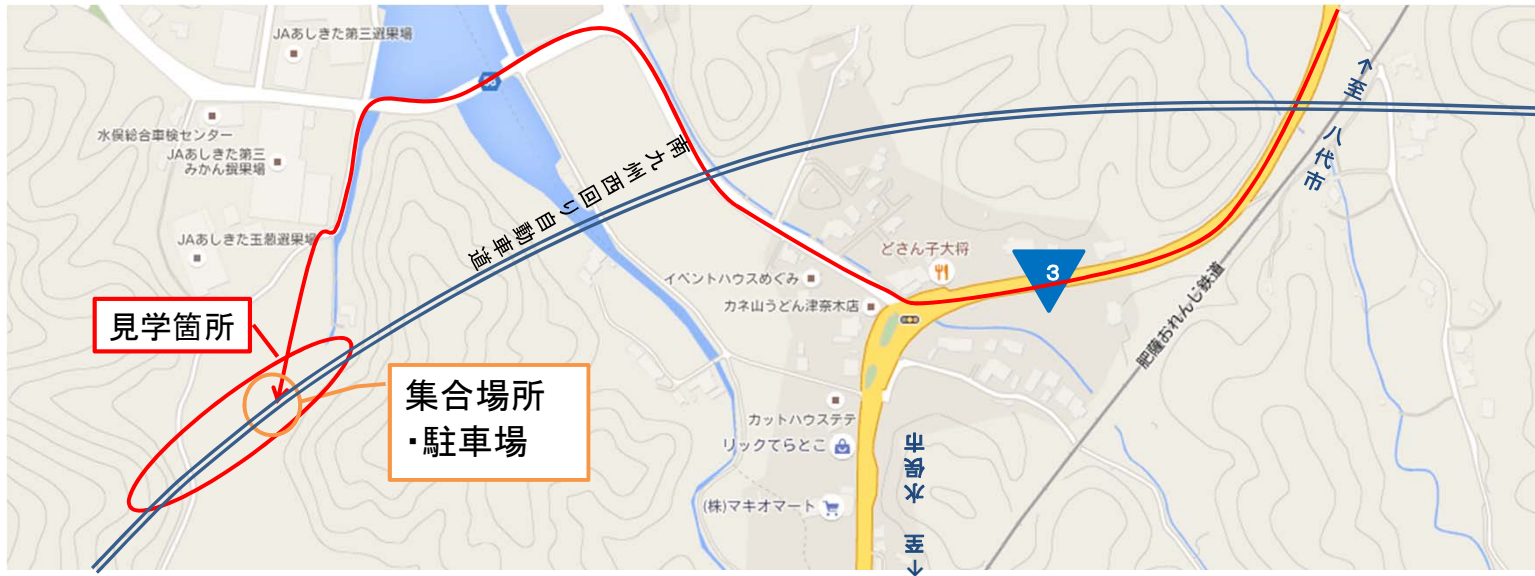 JAあしきた第三選果場
水俣総合車検センター
JAあしきた第三
みかん撰果場
JAあしきた玉葱選果場
見学箇所
集合場所
・駐車場
南九州西回り自動車道
イベントハウスめぐみ
カネ山うどん津奈木店
どさん子大将
3
↑至 八代市
肥薩おれんじ鉄道
カットハウステテ
リックてらとこ
(株)マキオマート
←至 水俣市